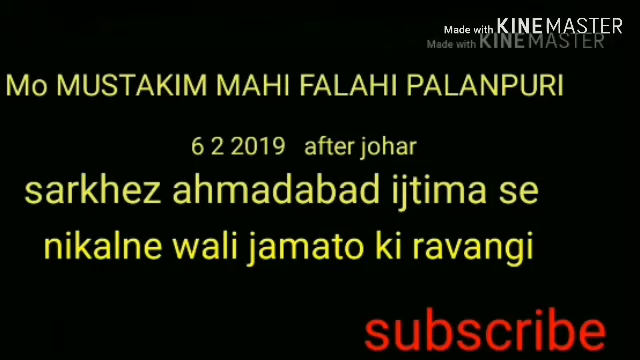 Made with KINEMASTER
Made with KINEMASTER
Mo MUSTAKIM MAHI FALAHI PALANPURI
6 2 2019 after johar
sarkhez ahmadabad ijtima se
nikalne wali jamato ki ravangi
subscribe